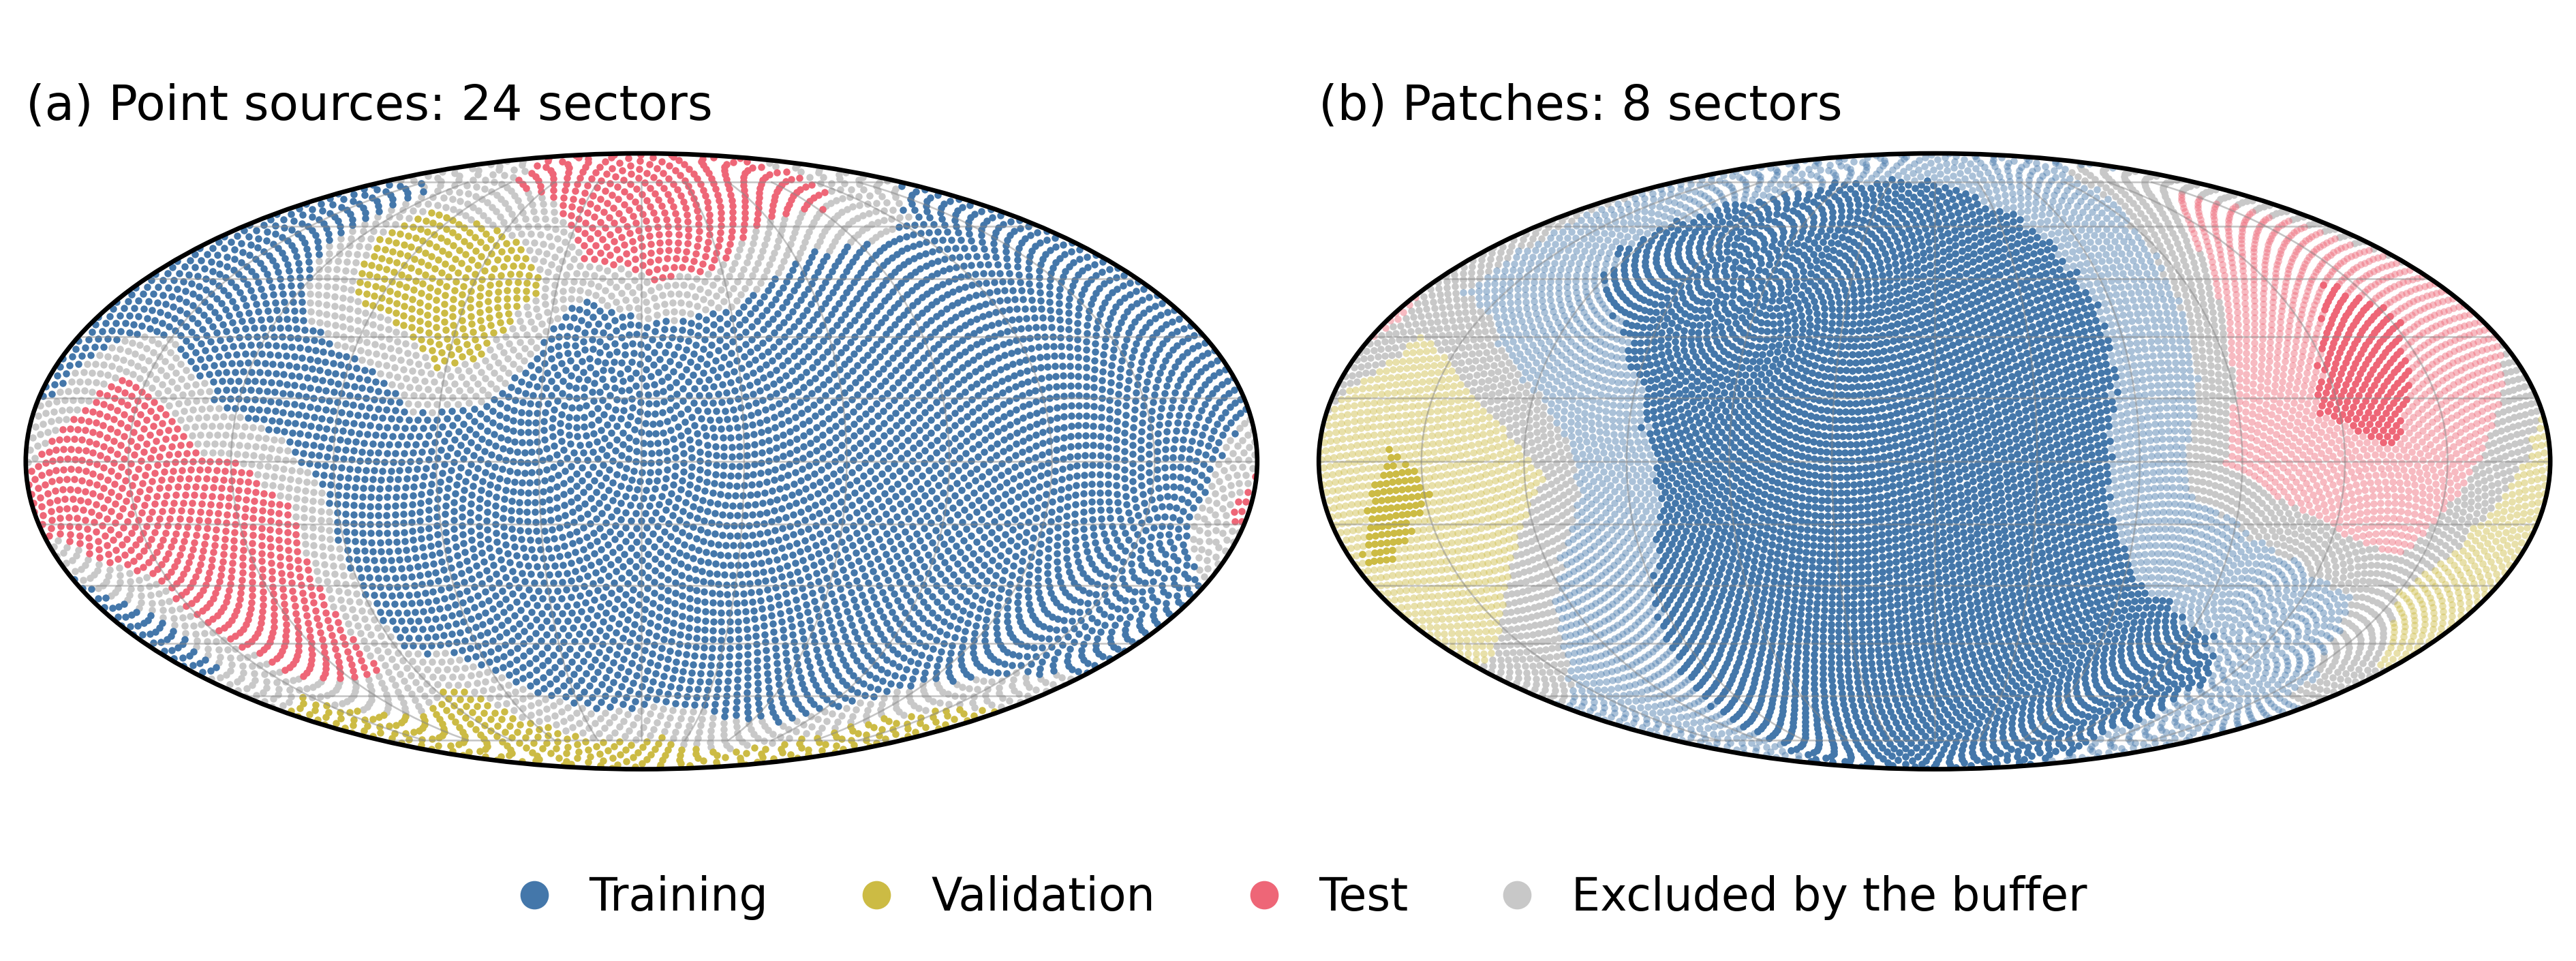 (a) Point sources: 24 sectors
(b) Patches: 8 sectors
Training
Validation
Test
Excluded by the buffer